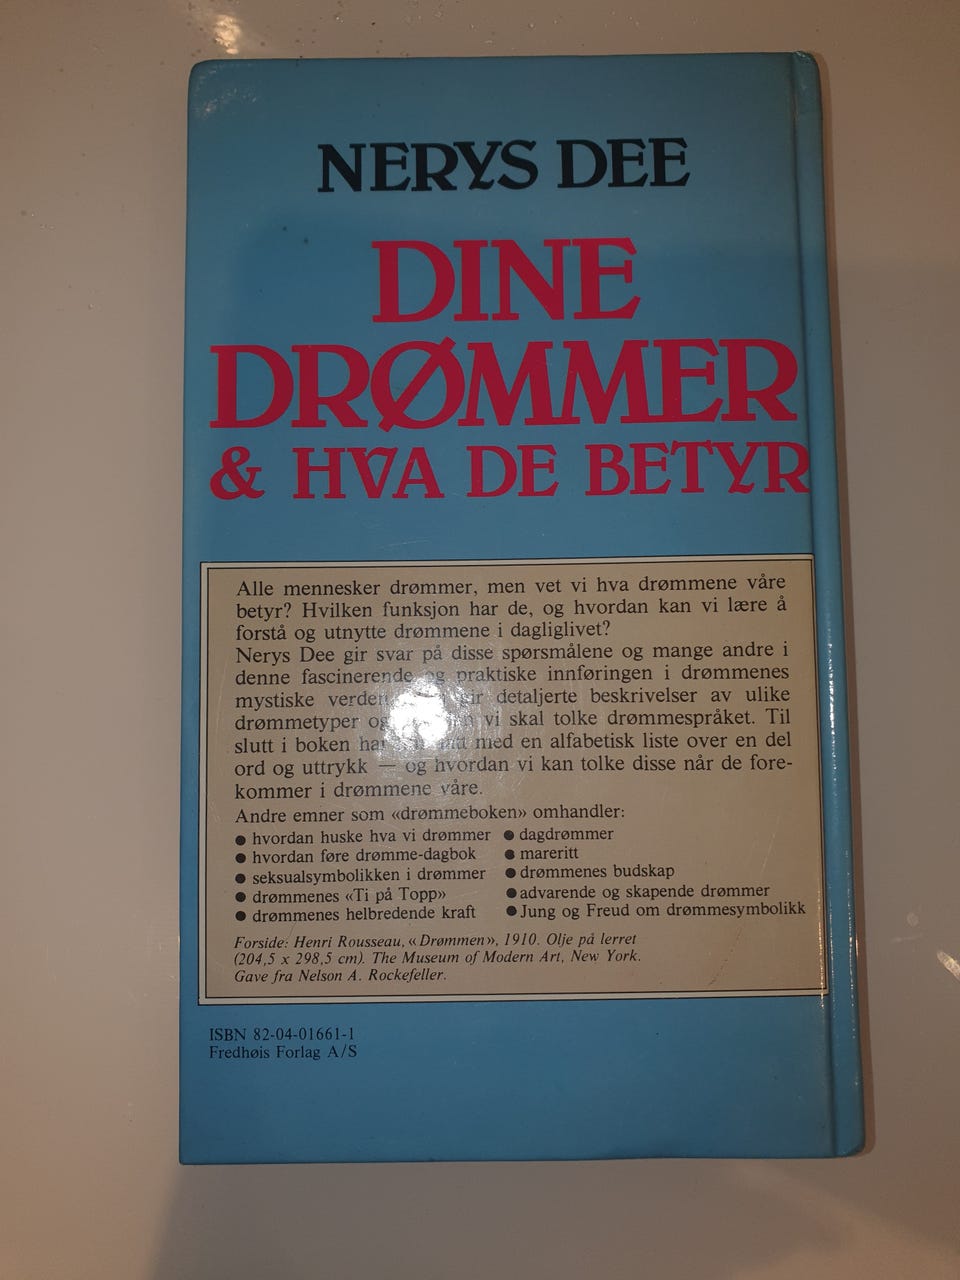 NERYS DEE
DINE
DRØMMER
& HVA DE BETYR
Alle mennesker drømmer, men vet vi hva drømmene våre
betyr? Hvilken funksjon har de, og hvordan kan vi lære å
forstå og utnytte drømmene i dagliglivet?
Nerys Dee gir svar på disse spørsmålene og mange andre i
denne fascinerende og praktiske innføringen i drømmenes
mystiske verden. gir detaljerte beskrivelser av ulike
drømmetyper og vi skal tolke drømmespråket. Til
slutt i boken har med en alfabetisk liste over en del
ord og uttrykk — og hvordan vi kan tolke disse når de fore-
kommer i drømmene våre.
Andre emner som «drømmeboken» omhandler:
● hvordan huske hva vi drømmer ● dagdrømmer
● hvordan føre drømme-dagbok ● mareritt
● seksualsymbolikken i drømmer ● drømmenes budskap
● drømmenes «Ti på Topp» ● advarende og skapende drømmer
● drømmenes helbredende kraft ● Jung og Freud om drømmesymbolikk
Forside: Henri Rousseau, «Drømmen», 1910. Olje på lerret
(204,5 x 298,5 cm). The Museum of Modern Art, New York.
Gave fra Nelson A. Rockefeller.
ISBN 82-04-01661-1
Fredhøis Forlag A/S